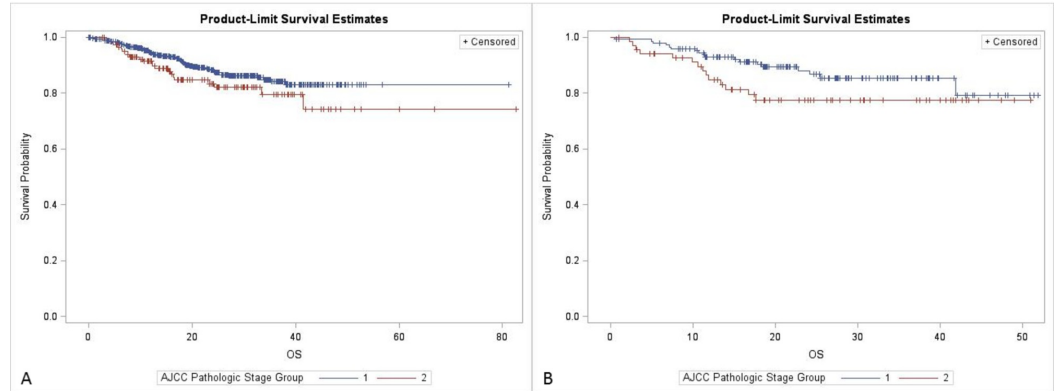 Product-Limit Survival Estimates
+ Censored
1.0
0.8
0.6
0.4
0.2
0.0
Survival Probability
0 20 40 60 80
OS
AJCC Pathologic Stage Group 1 2
A
Product-Limit Survival Estimates
+ Censored
1.0
0.8
0.6
0.4
0.2
0.0
Survival Probability
0 10 20 30 40 50
OS
AJCC Pathologic Stage Group 1 2
B